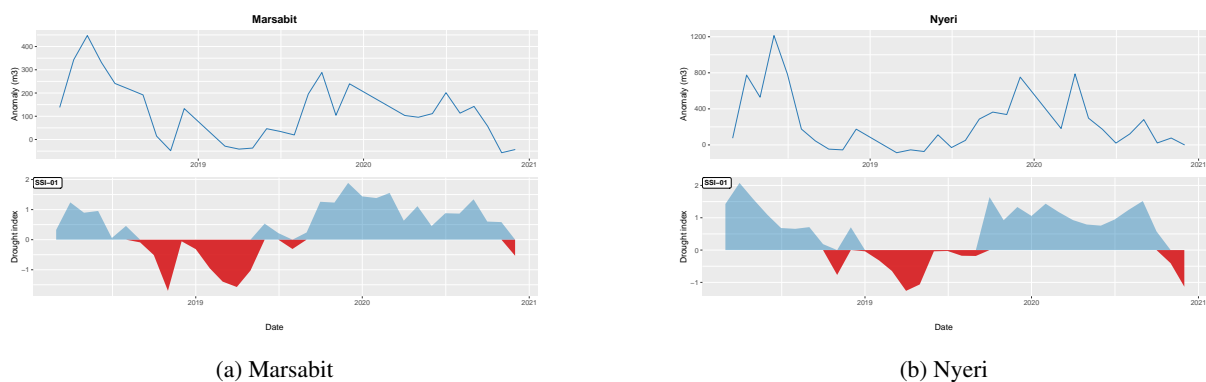 Marsabit
Anomaly (m3)
400
300
200
100
0
2019
2020
2021
SSI-01
Drought index
2
1
0
−1
2019
2020
2021
Date
(a) Marsabit
Nyeri
Anomaly (m3)
1200
800
400
0
2019
2020
2021
SSI-01
Drought index
2
1
0
−1
2019
2020
2021
Date
(b) Nyeri